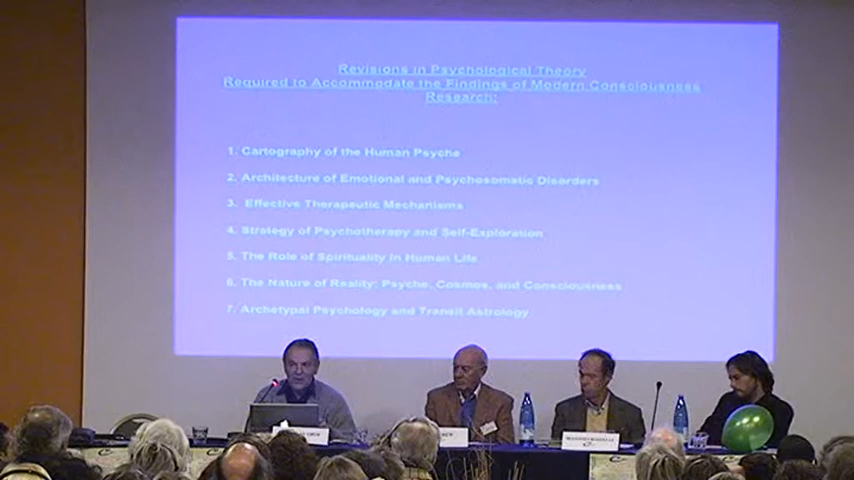 Revisions in Psychological Theory
Required to Accommodate the Findings of Modern Consciousness
Research:
1. Cartography of the Human Psyche
2. Architecture of Emotional and Psychosomatic Disorders
3. Effective Therapeutic Mechanisms
4. Strategy of Psychotherapy and Self-Exploration
5. The Role of Spirituality in Human Life
6. The Nature of Reality: Psyche, Cosmos, and Consciousness
7. Archetypal Psychology and Transit Astrology